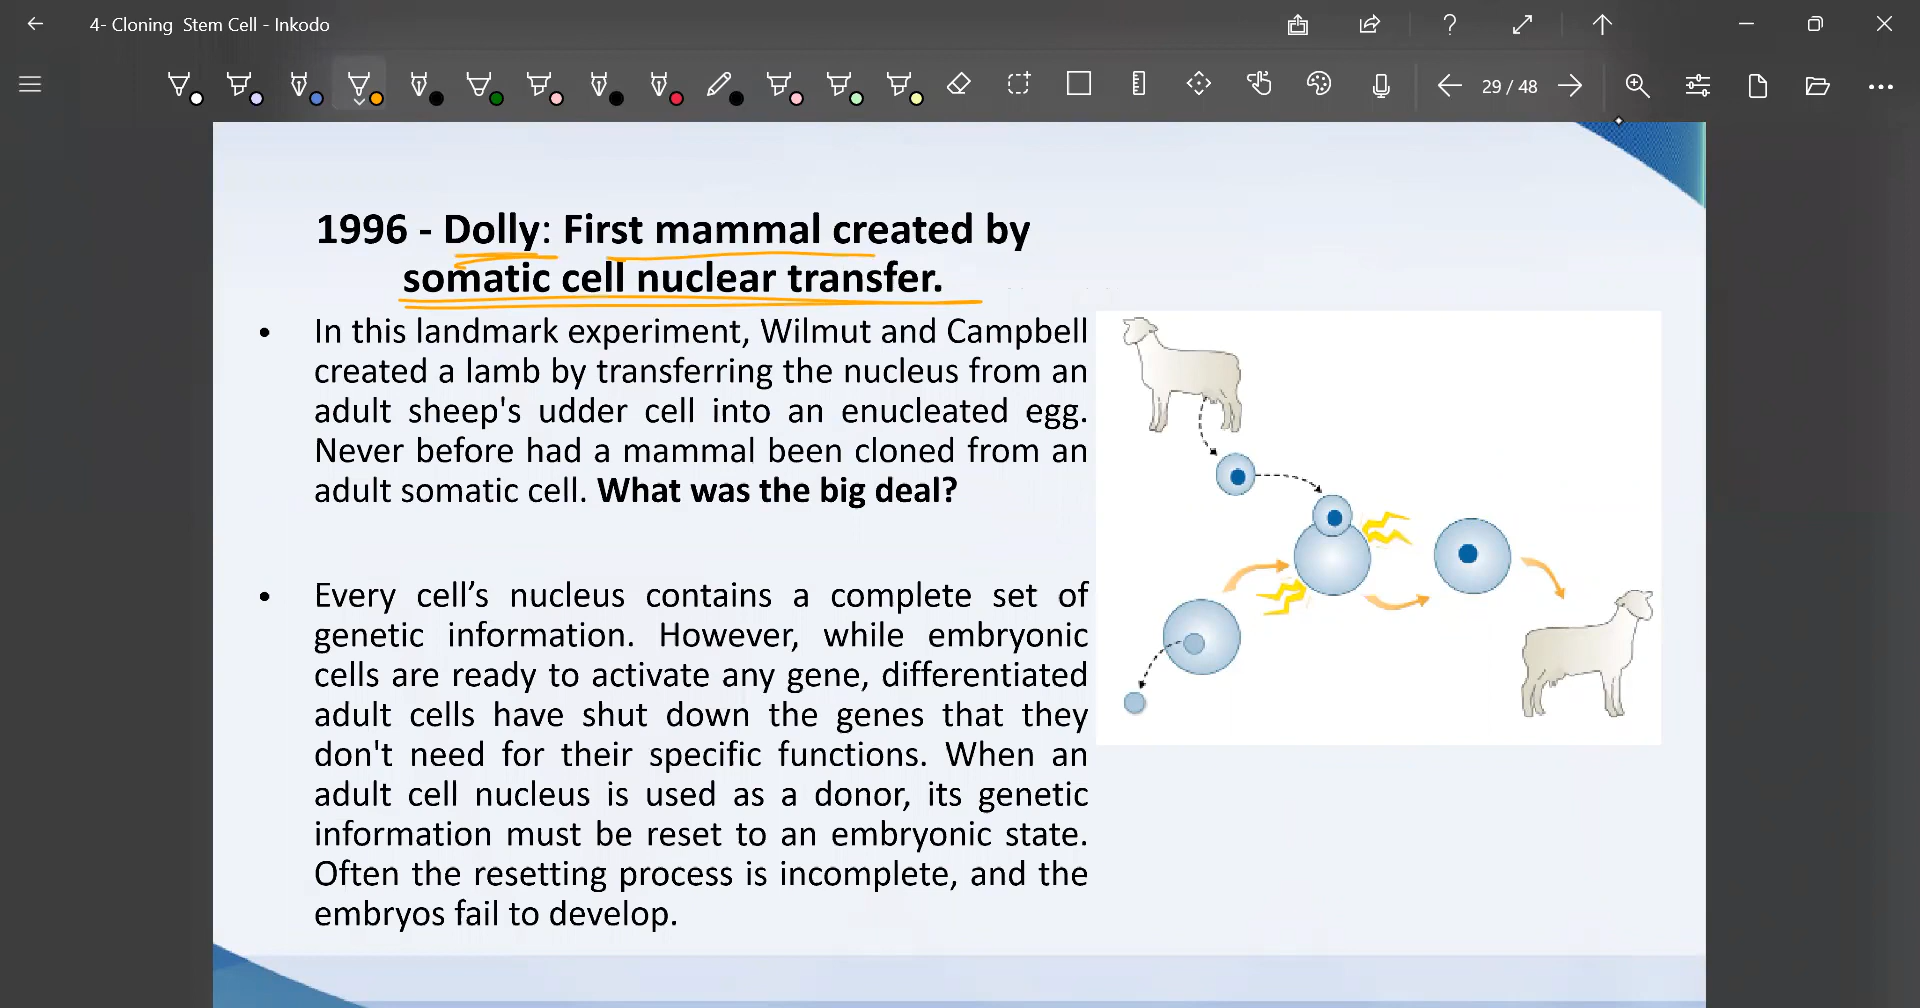 4- Cloning  Stem Cell - Inkodo
29 / 48
1996 - Dolly: First mammal created by
somatic cell nuclear transfer.
• In this landmark experiment, Wilmut and Campbell
created a lamb by transferring the nucleus from an
adult sheep's udder cell into an enucleated egg.
Never before had a mammal been cloned from an
adult somatic cell. What was the big deal?
• Every cell’s nucleus contains a complete set of
genetic information. However, while embryonic
cells are ready to activate any gene, differentiated
adult cells have shut down the genes that they
don't need for their specific functions. When an
adult cell nucleus is used as a donor, its genetic
information must be reset to an embryonic state.
Often the resetting process is incomplete, and the
embryos fail to develop.